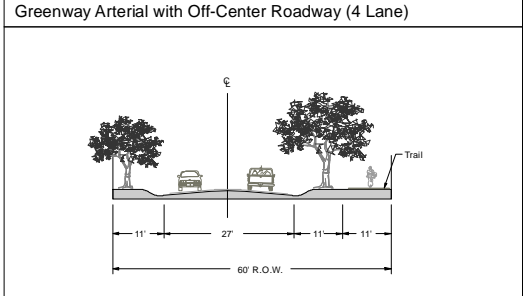 Greenway Arterial with Off-Center Roadway (4 Lane)
℄
Trail
11' 27' 11' 11'
60' R.O.W.